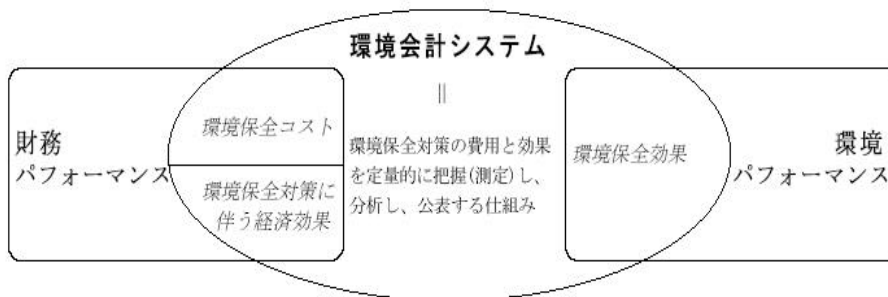 環境会計システム
||
財務
パフォーマンス
環境保全コスト
環境保全対策に
伴う経済効果
環境保全対策の費用と効果
を定量的に把握(測定)し、
分析し、公表する仕組み
環境保全効果
環境
パフォーマンス